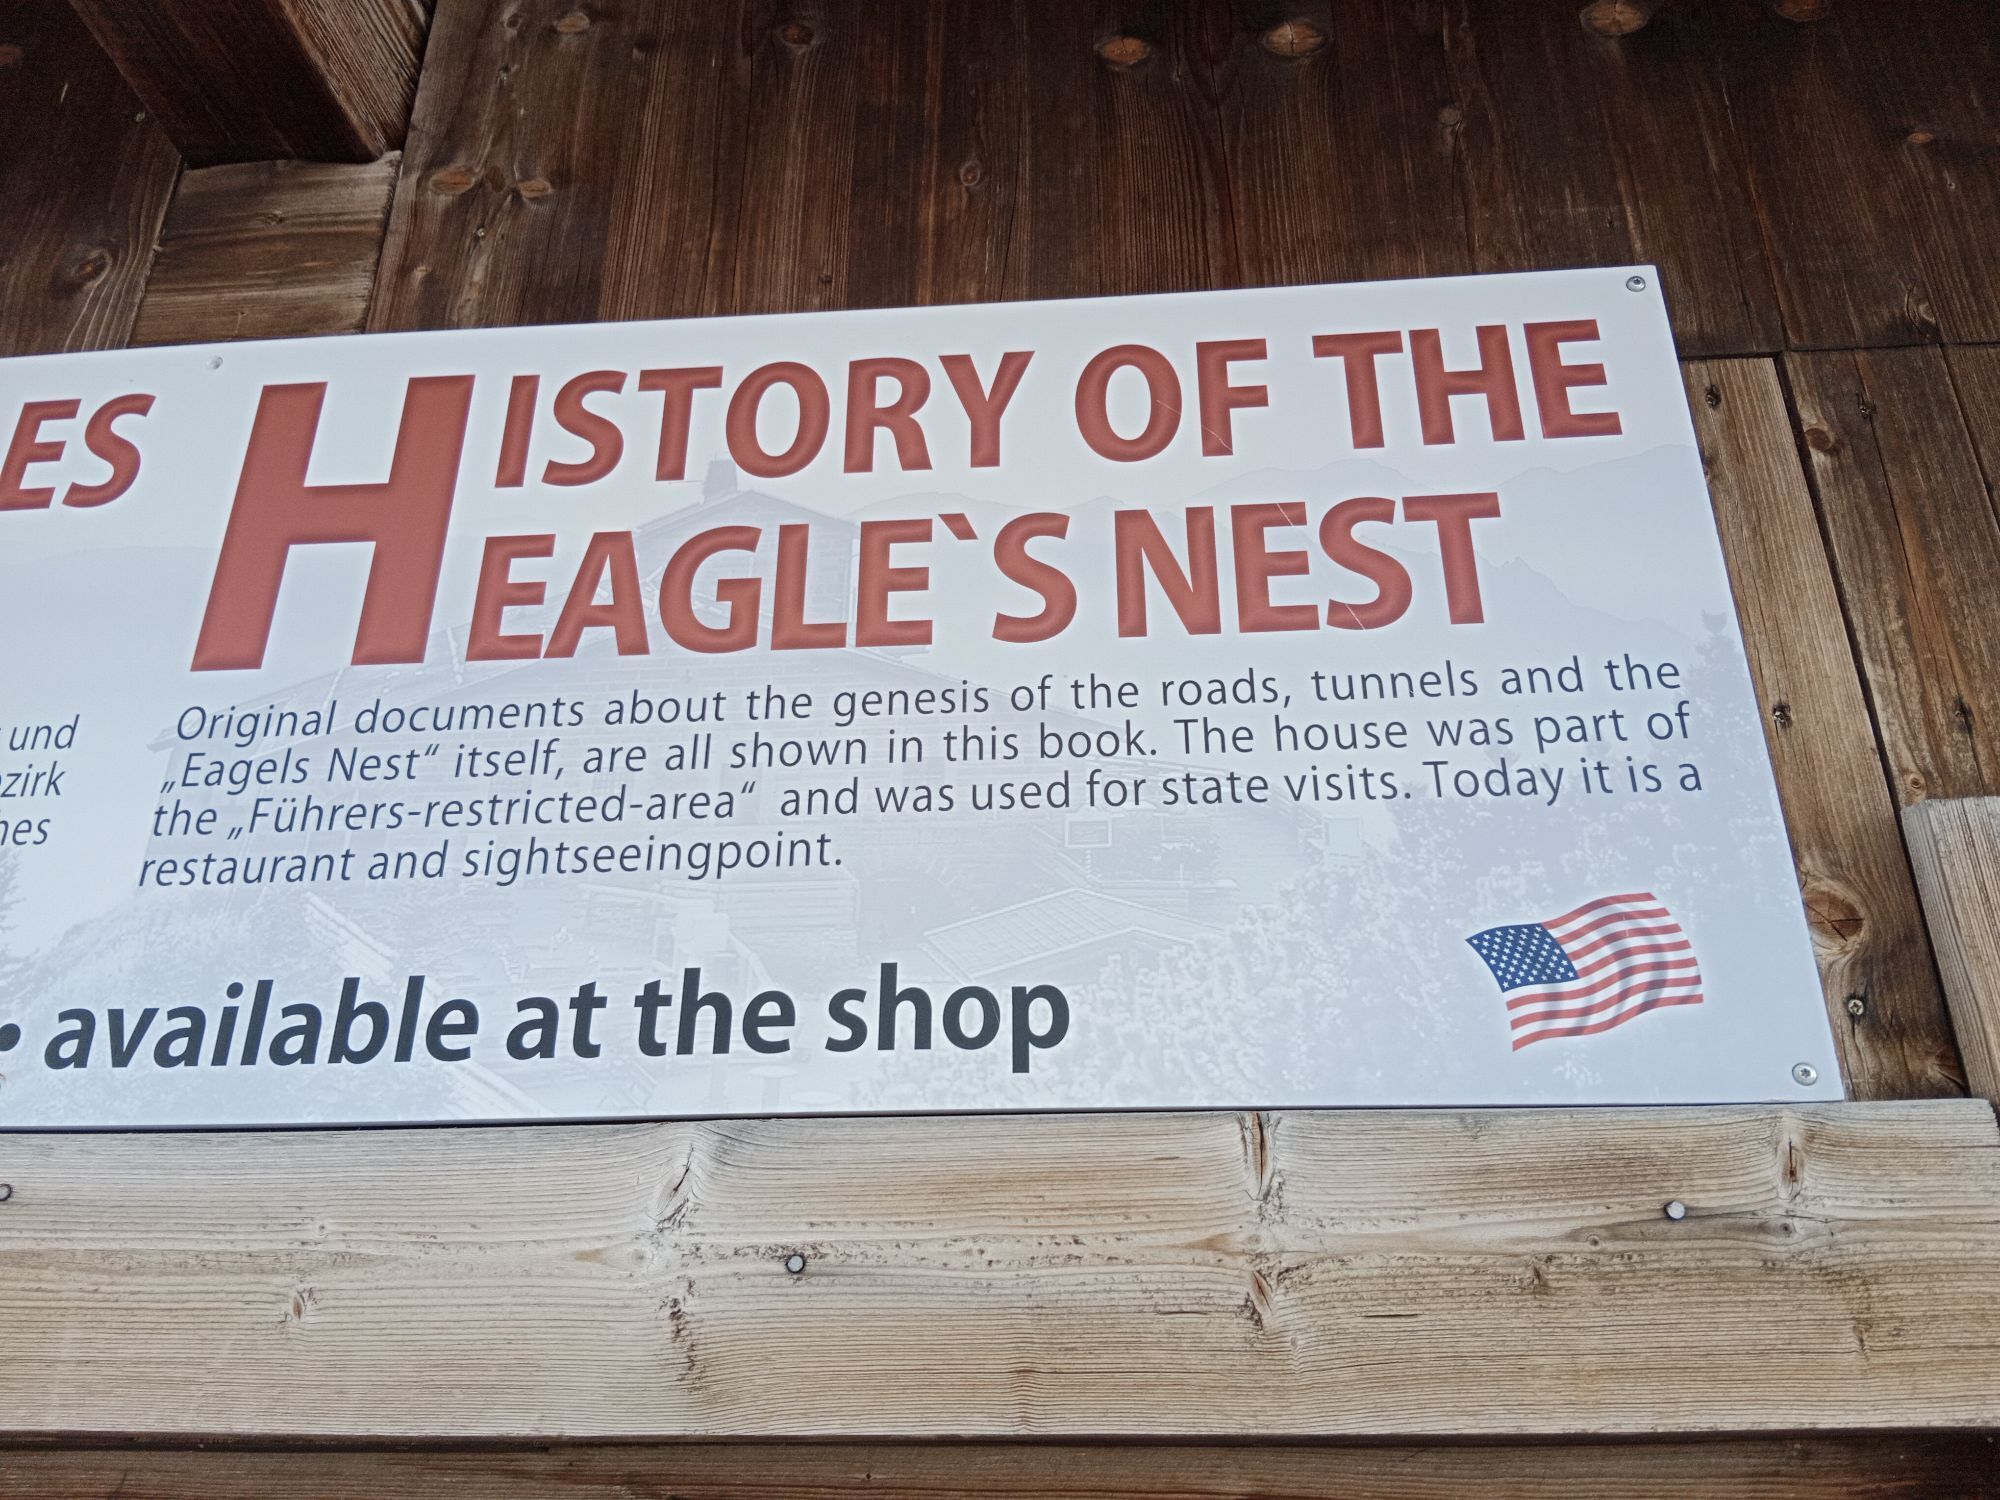 ES
HISTORY OF THE
EAGLE`S NEST
und
zirk
hes
Original documents about the genesis of the roads, tunnels and the
„Eagels Nest“ itself, are all shown in this book. The house was part of
the „Führers-restricted-area“ and was used for state visits. Today it is a
restaurant and sightseeingpoint.
• available at the shop